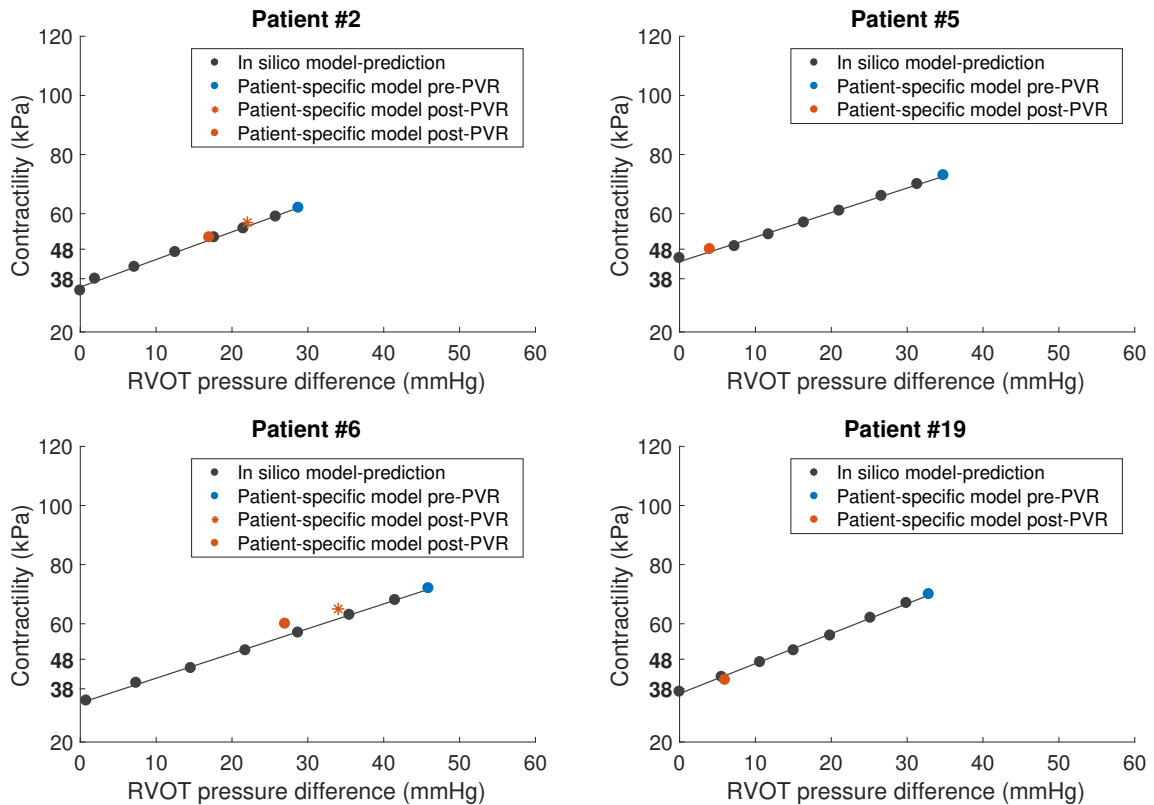 Patient #2
120
100
80
60
48
38
20
Contractility (kPa)
In silico model-prediction
Patient-specific model pre-PVR
Patient-specific model post-PVR
Patient-specific model post-PVR
0 10 20 30 40 50 60
RVOT pressure difference (mmHg)
Patient #5
120
100
80
60
48
38
20
Contractility (kPa)
In silico model-prediction
Patient-specific model pre-PVR
Patient-specific model post-PVR
0 10 20 30 40 50 60
RVOT pressure difference (mmHg)
Patient #6
120
100
80
60
48
38
20
Contractility (kPa)
In silico model-prediction
Patient-specific model pre-PVR
Patient-specific model post-PVR
Patient-specific model post-PVR
0 10 20 30 40 50 60
RVOT pressure difference (mmHg)
Patient #19
120
100
80
60
48
38
20
Contractility (kPa)
In silico model-prediction
Patient-specific model pre-PVR
Patient-specific model post-PVR
0 10 20 30 40 50 60
RVOT pressure difference (mmHg)